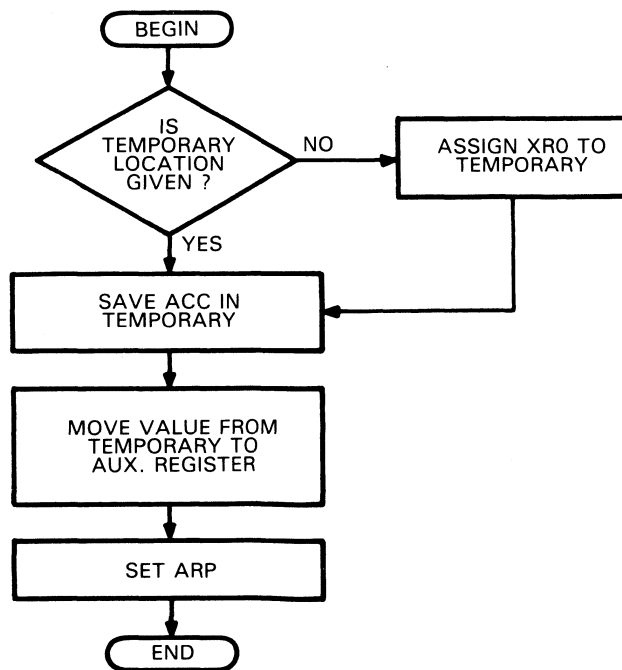 BEGIN
IS
TEMPORARY
LOCATION
GIVEN ?
NO
ASSIGN XR0 TO
TEMPORARY
YES
SAVE ACC IN
TEMPORARY
MOVE VALUE FROM
TEMPORARY TO
AUX. REGISTER
SET ARP
END